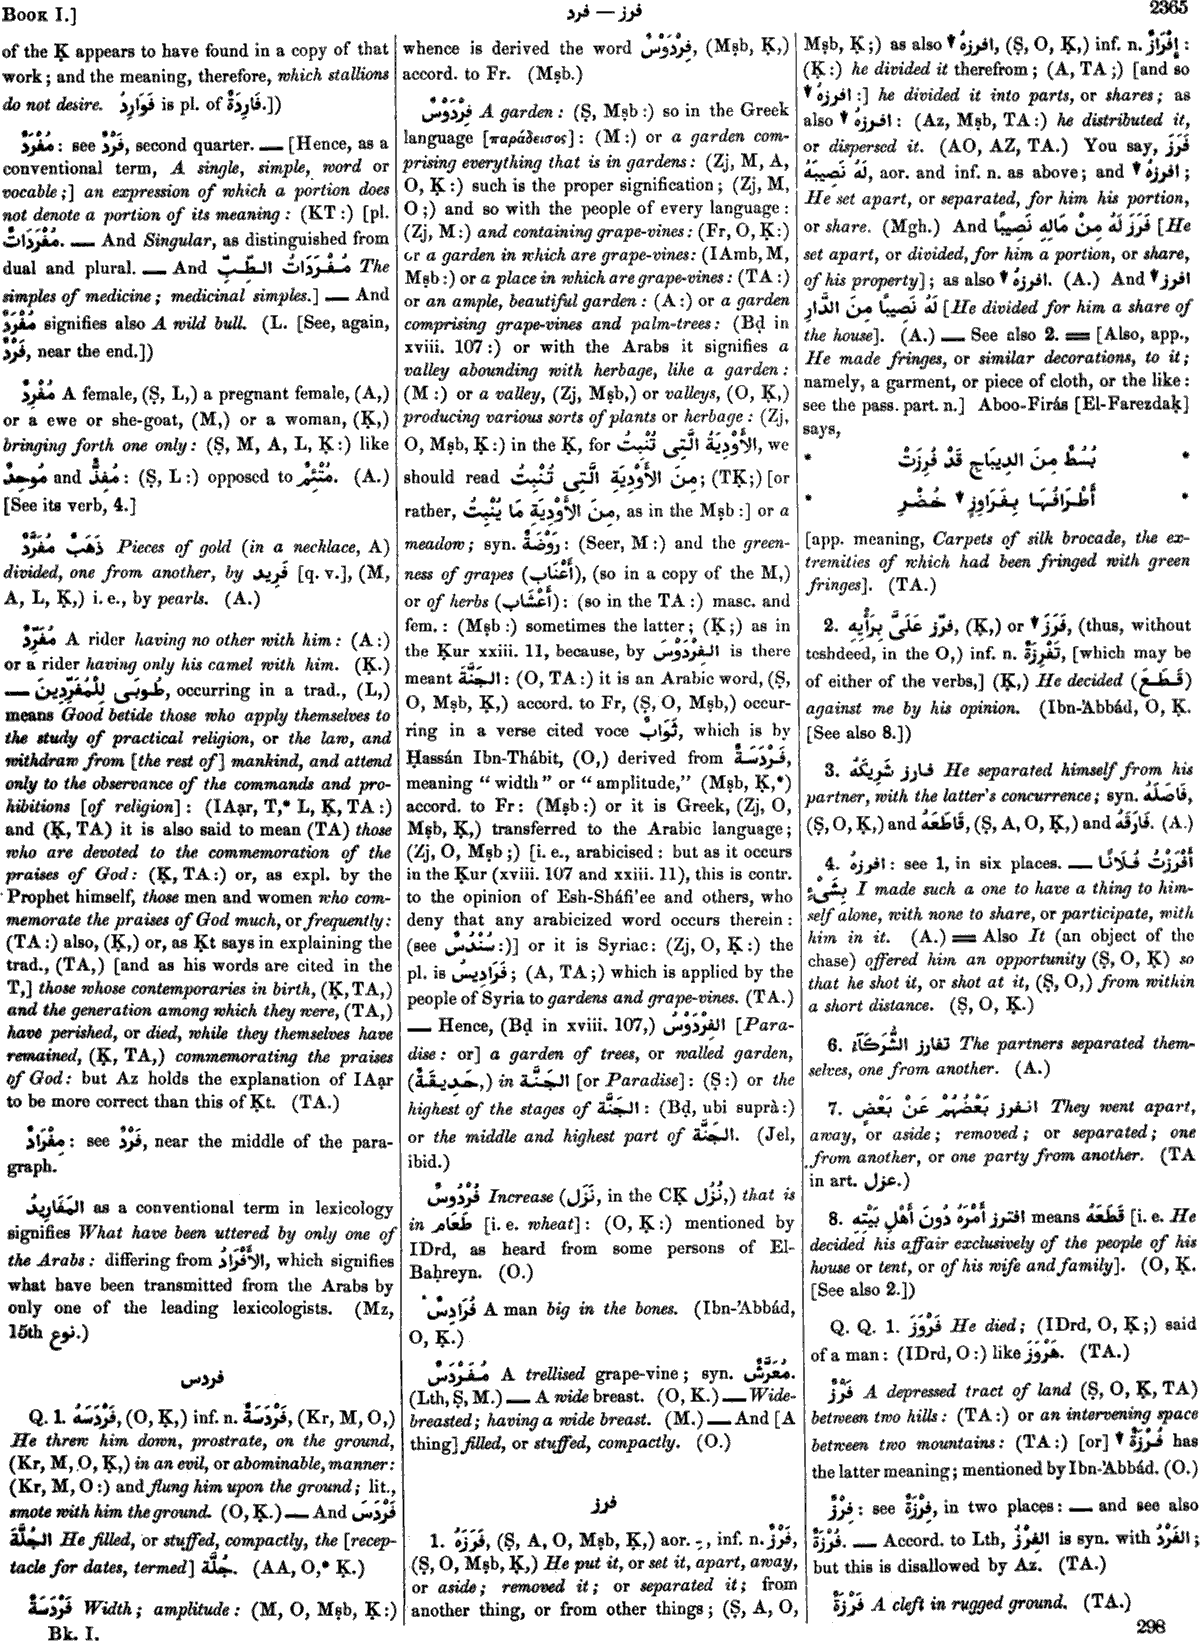 BOOK I.]
فرد — فرز
2365
of the Ḳ appears to have found in a copy of that
work; and the meaning, therefore, which stallions
do not desire. فَوَارِدُ is pl. of فَارِدَةٌ.])
مُفْرَدٌ: see فَرْدٌ, second quarter. — [Hence, as a
conventional term, A single, simple, word or
vocable;] an expression of which a portion does
not denote a portion of its meaning: (KT:) [pl.
مُفْرَدَاتٌ. — And Singular, as distinguished from
dual and plural. — And مُفْرَدَاتُ الطِّبِّ The
simples of medicine; medicinal simples.] — And
مُفْرَدٌ signifies also A wild bull. (L. [See, again,
فَرْدٌ, near the end.])
مُفْرِدٌ A female, (Ṣ, L,) a pregnant female, (A,)
or a ewe or she-goat, (M,) or a woman, (Ḳ,)
bringing forth one only: (Ṣ, M, A, L, Ḳ:) like
مُوحِدٌ and مُفِذٌّ: (Ṣ, L:) opposed to مُتْئِمٌ. (A.)
[See its verb, 4.]
ذَهَبٌ مُفَرَّدٌ Pieces of gold (in a necklace, A)
divided, one from another, by فَرِيد [q. v.], (M,
A, L, Ḳ,) i. e., by pearls. (A.)
مُفَرِّدٌ A rider having no other with him: (A:)
or a rider having only his camel with him. (Ḳ.)
— طُوبَى لِلْمُفَرِّدِينَ, occurring in a trad., (L,)
means Good betide those who apply themselves to
the study of practical religion, or the law, and
withdraw from [the rest of] mankind, and attend
only to the observance of the commands and pro-
hibitions [of religion]: (IAạr, T,* L, Ḳ, TA:)
and (Ḳ, TA) it is also said to mean (TA) those
who are devoted to the commemoration of the
praises of God: (Ḳ, TA:) or, as expl. by the
Prophet himself, those men and women who com-
memorate the praises of God much, or frequently:
(TA:) also, (Ḳ,) or, as Ḳt says in explaining the
trad., (TA,) [and as his words are cited in the
T,] those whose contemporaries in birth, (Ḳ, TA,)
and the generation among which they were, (TA,)
have perished, or died, while they themselves have
remained, (Ḳ, TA,) commemorating the praises
of God: but Az holds the explanation of IAạr
to be more correct than this of Ḳt. (TA.)
مِفْرَادٌ: see فَرْدٌ, near the middle of the para-
graph.
المَفَارِيدُ as a conventional term in lexicology
signifies What have been uttered by only one of
the Arabs: differing from الأَفْرَادُ, which signifies
what have been transmitted from the Arabs by
only one of the leading lexicologists. (Mz,
15th نوع.)
فردس
Q. 1. فَرْدَسَهُ, (O, Ḳ,) inf. n. فَرْدَسَةٌ, (Kr, M, O,)
He threw him down, prostrate, on the ground,
(Kr, M, O, Ḳ,) in an evil, or abominable, manner:
(Kr, M, O:) and flung him upon the ground; lit.,
smote with him the ground. (O, Ḳ.) — And فَرْدَسَ
الجُلَّةَ He filled, or stuffed, compactly, the [recep-
tacle for dates, termed] جُلَّة. (AA, O,* Ḳ.)
فَرْدَسَةٌ Width; amplitude: (M, O, Mṣb, Ḳ:)
whence is derived the word فِرْدَوْسٌ, (Mṣb, Ḳ,)
accord. to Fr. (Mṣb.)
فِرْدَوْسٌ A garden: (Ṣ, Mṣb:) so in the Greek
language [παράδεισος]: (M:) or a garden com-
prising everything that is in gardens: (Zj, M, A,
O, Ḳ:) such is the proper signification; (Zj, M,
O;) and so with the people of every language:
(Zj, M:) and containing grape-vines: (Fr, O, Ḳ:)
or a garden in which are grape-vines: (IAmb, M,
Mṣb:) or a place in which are grape-vines: (TA:)
or an ample, beautiful garden: (A:) or a garden
comprising grape-vines and palm-trees: (Bḍ in
xviii. 107:) or with the Arabs it signifies a
valley abounding with herbage, like a garden:
(M:) or a valley, (Zj, Mṣb,) or valleys, (O, Ḳ,)
producing various sorts of plants or herbage: (Zj,
O, Mṣb, Ḳ:) in the Ḳ, for الأَوْدِيَةُ الَّتِى تُنْبِتُ, we
should read مِنَ الأَوْدِيَةِ الَّتِى تُنْبِتُ; (TḲ;) [or
rather, مِنَ الأَوْدِيَةِ مَا يُنْبِتُ, as in the Mṣb:] or a
meadow; syn. رَوْضَةٌ: (Seer, M:) and the green-
ness of grapes (أَعْنَاب), (so in a copy of the M,)
or of herbs (أَعْشَاب): (so in the TA:) masc. and
fem.: (Mṣb:) sometimes the latter; (Ḳ;) as in
the Ḳur xxiii. 11, because, by الفِرْدَوْسُ is there
meant الجَنَّةَ: (O, TA:) it is an Arabic word, (Ṣ,
O, Mṣb, Ḳ,) accord. to Fr, (Ṣ, O, Mṣb,) occur-
ring in a verse cited voce ثَوَابٌ, which is by
Ḥassán Ibn-Thábit, (O,) derived from فَرْدَسَةٌ,
meaning “width” or “amplitude,” (Mṣb, Ḳ,*)
accord. to Fr: (Mṣb:) or it is Greek, (Zj, O,
Mṣb, Ḳ,) transferred to the Arabic language;
(Zj, O, Mṣb;) [i. e., arabicised: but as it occurs
in the Ḳur (xviii. 107 and xxiii. 11), this is contr.
to the opinion of Esh-Sháfi'ee and others, who
deny that any arabicized word occurs therein:
(see سُنْدُسٌ:)] or it is Syriac: (Zj, O, Ḳ:) the
pl. is فَرَادِيسُ; (A, TA;) which is applied by the
people of Syria to gardens and grape-vines. (TA.)
— Hence, (Bḍ in xviii. 107,) الفِرْدَوْسُ [Para-
dise: or] a garden of trees, or walled garden,
(حَدِيقَةٌ,) in الجَنَّة [or Paradise]: (Ṣ:) or the
highest of the stages of الجَنَّة: (Bḍ, ubi suprà:)
or the middle and highest part of الجَنَّة. (Jel,
ibid.)
فُرْدُوسٌ Increase (نَزَل, in the CḲ نُزُل,) that is
in طَعَام [i. e. wheat]: (O, Ḳ:) mentioned by
IDrd, as heard from some persons of El-
Baḥreyn. (O.)
فُرَادِسٌ A man big in the bones. (Ibn-'Abbád,
O, Ḳ.)
مُفَرْدَسٌ A trellised grape-vine; syn. مُعَرَّشٌ.
(Lth, Ṣ, M.) — A wide breast. (O, K.) — Wide-
breasted; having a wide breast. (M.) — And [A
thing] filled, or stuffed, compactly. (O.)
فرز
1. فَرَزَهُ, (Ṣ, A, O, Mṣb, Ḳ,) aor. ـِ, inf. n. فَرْزٌ,
(Ṣ, O, Mṣb, Ḳ,) He put it, or set it, apart, away,
or aside; removed it; or separated it; from
another thing, or from other things; (Ṣ, A, O,
Mṣb, Ḳ;) as also ▾ افرزهُ, (Ṣ, O, Ḳ,) inf. n. إِفْرَازٌ:
(Ḳ:) he divided it therefrom; (A, TA;) [and so
▾ افرزهُ:] he divided it into parts, or shares; as
also ▾ افرزهُ: (Az, Mṣb, TA:) he distributed it,
or dispersed it. (AO, AZ, TA.) You say, فَرَزَ
لَهُ نَصِيبَهُ, aor. and inf. n. as above; and ▾ افرزهُ;
He set apart, or separated, for him his portion,
or share. (Mgh.) And فَرَزَ لَهُ مِنْ مَالِهِ نَصِيبًا [He
set apart, or divided, for him a portion, or share,
of his property]; as also ▾ افرزهُ. (A.) And ▾ افرز
لَهُ نَصِيبًا مِنَ الدَّارِ [He divided for him a share of
the house]. (A.) — See also 2. = [Also, app.,
He made fringes, or similar decorations, to it;
namely, a garment, or piece of cloth, or the like:
see the pass. part. n.] Aboo-Firás [El-Farezdaḳ]
says,
* بُسُطٌ مِنَ الدِيبَاجِ قَدْ فُرِزَتْ *
* أَطْرَافُهَا بِفَرَاوِزٍ ▾ خُضْرِ *
[app. meaning, Carpets of silk brocade, the ex-
tremities of which had been fringed with green
fringes]. (TA.)
2. فرّز عَلَىَّ بِرَأْيِهِ, (Ḳ,) or ▾ فَرَزَ, (thus, without
teshdeed, in the O,) inf. n. تَفْرِزَةٌ, [which may be
of either of the verbs,] (Ḳ,) He decided (قَطَعَ)
against me by his opinion. (Ibn-'Abbád, O, Ḳ.
[See also 8.])
3. فارز شَرِيكَهُ He separated himself from his
partner, with the latter's concurrence; syn. فَاصَلَهُ,
(Ṣ, O, Ḳ,) and قَاطَعَهُ, (Ṣ, A, O, Ḳ,) and فَارَقَهُ. (A.)
4. افرزهُ: see 1, in six places. — أَفْرَزْتُ فُلَانًا
بِشَىْءٍ I made such a one to have a thing to him-
self alone, with none to share, or participate, with
him in it. (A.) = Also It (an object of the
chase) offered him an opportunity (Ṣ, O, Ḳ) so
that he shot it, or shot at it, (Ṣ, O,) from within
a short distance. (Ṣ, O, Ḳ.)
6. تفارز الشُّرَكَآءُ The partners separated them-
selves, one from another. (A.)
7. انفرز بَعْضُهُمْ عَنْ بَعْضٍ They went apart,
away, or aside; removed; or separated; one
from another, or one party from another. (TA
in art. عزل.)
8. افترز أَمْرَهُ دُونَ أَهْلِ بَيْتِهِ means قَطَعَهُ [i. e. He
decided his affair exclusively of the people of his
house or tent, or of his wife and family]. (O, Ḳ.
[See also 2.])
Q. Q. 1. فَرْوَزَ He died; (IDrd, O, Ḳ;) said
of a man: (IDrd, O:) like هَرْوَزَ. (TA.)
فَرْزٌ A depressed tract of land (Ṣ, O, Ḳ, TA)
between two hills: (TA:) or an intervening space
between two mountains: (TA:) [or] ▾ فُرْزَةٌ has
the latter meaning; mentioned by Ibn-'Abbád. (O.)
فِرْزٌ: see فِرْزَةٌ, in two places: — and see also
فُرْزَةٌ. — Accord. to Lth, الفِرْزُ is syn. with الفَرْدُ;
but this is disallowed by Az. (TA.)
فَرْزَةٌ A cleft in rugged ground. (TA.)
Bk. I.
298